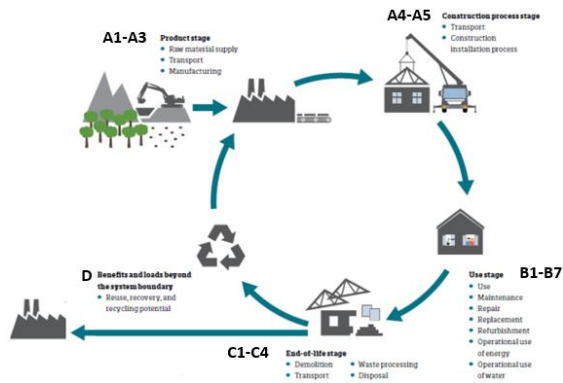 A1-A3
Product stage
• Raw material supply
• Transport
• Manufacturing
A4-A5
Construction process stage
• Transport
• Construction
installation process
B1-B7
Use stage
• Use
• Maintenance
• Repair
• Replacement
• Refurbishment
• Operational use
of energy
• Operational use
of water
C1-C4
End-of-life stage
• Demolition
• Transport
• Waste processing
• Disposal
D
Benefits and loads beyond
the system boundary
• Reuse, recovery, and
recycling potential